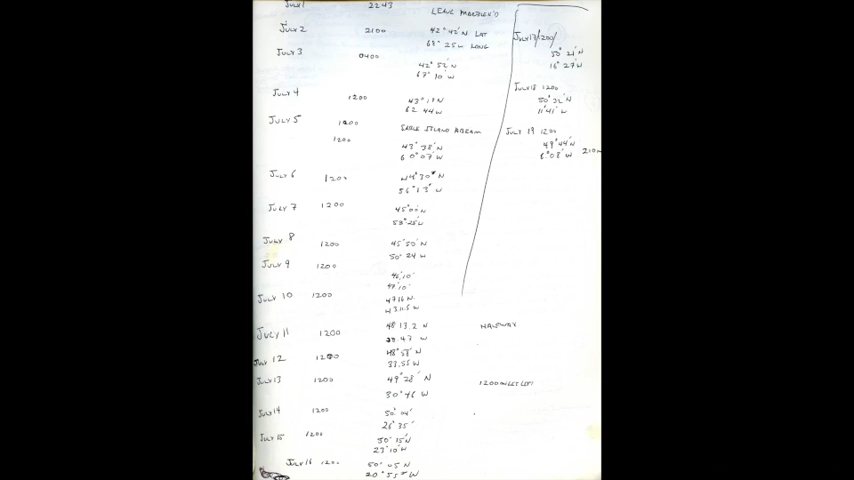 July 1 2243 LEAVE MARBLEH'D
July 2 2100 42° 42' N LAT
68° 25 W LONG
July 3 0400
42° 52' N
67° 10' W
July 4 1200 43° 17 N
62 44 W
July 5 1200 SABLE ISLAND ABEAM
1200 43° 38' N
60° 07' W
July 6 1200 44° 30' N
56° 13' W
July 7 1200 45° 00' N
53° 25' W
July 8 1200 45° 50' N
50° 24 W
July 9 1200
46° 10'
47° 10'
July 10 1200 47 16 N
43 11.5 W
July 11 1200 48 13.2 N HALFWAY
47 W
July 12 1200 48° 58' N
33.55 W
July 13 1200 49° 28' N 1200 M LEFT!
30° 46 W
July 14 1200 50° 04'
26° 35'
July 15 1200
50° 15 N
23° 10' W
July 16 1200 50° 05 N
20° 55 W
July 17 1200
50° 21' N
16° 27' W
July 18 1200
50° 32' N
11° 41' W
July 19 1200
49° 44' N
6° 08' W 210